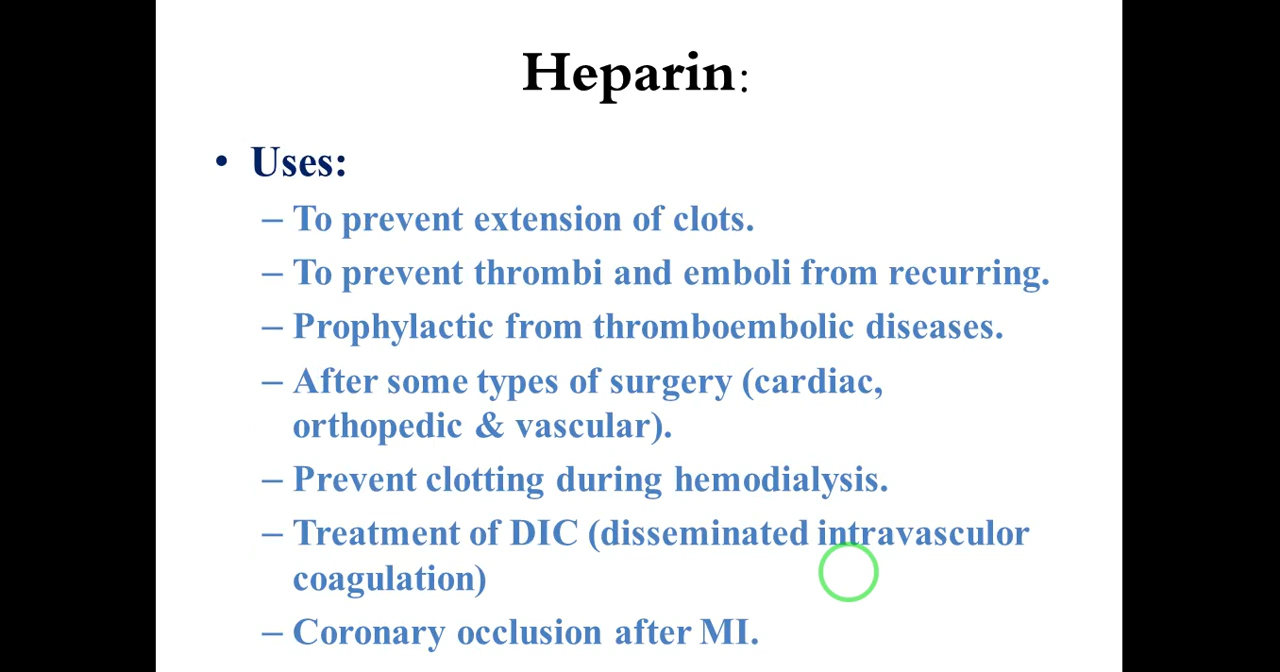 Heparin:
• Uses:
– To prevent extension of clots.
– To prevent thrombi and emboli from recurring.
– Prophylactic from thromboembolic diseases.
– After some types of surgery (cardiac,
orthopedic & vascular).
– Prevent clotting during hemodialysis.
– Treatment of DIC (disseminated intravasculor
coagulation)
– Coronary occlusion after MI.